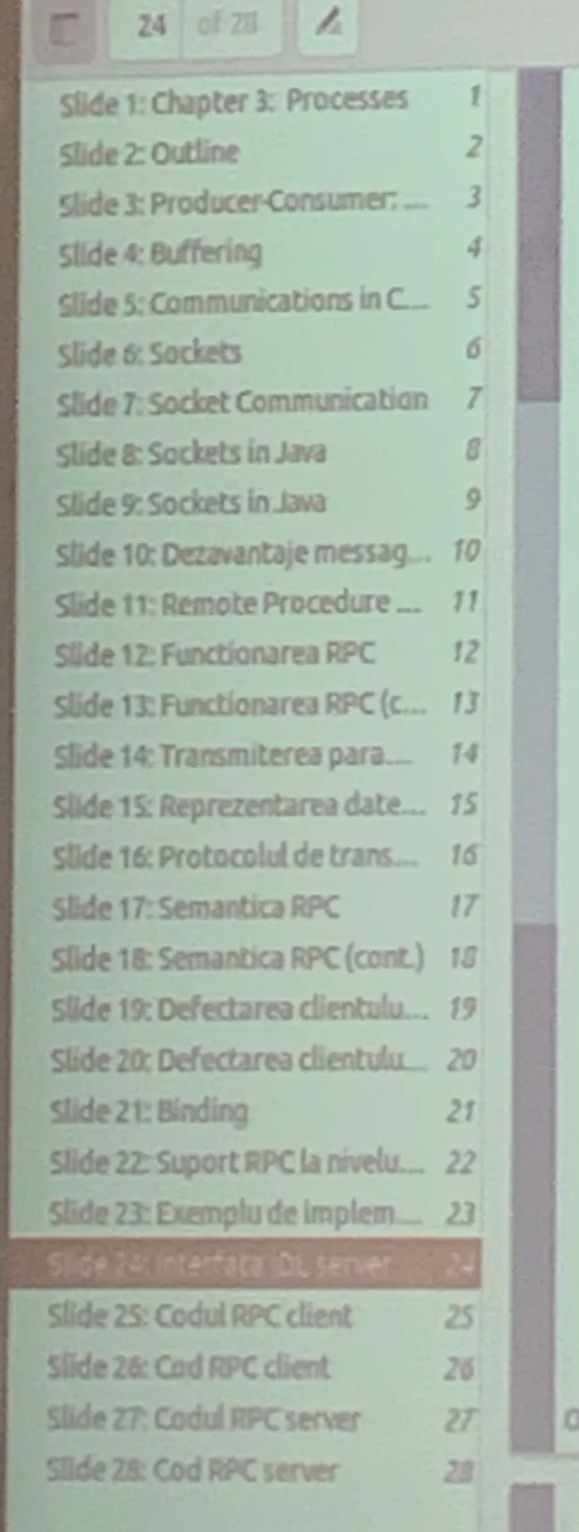 24 of 28
Slide 1: Chapter 3: Processes 1
Slide 2: Outline 2
Slide 3: Producer-Consumer: ... 3
Slide 4: Buffering 4
Slide 5: Communications in C... 5
Slide 6: Sockets 6
Slide 7: Socket Communication 7
Slide 8: Sockets in Java 8
Slide 9: Sockets in Java 9
Slide 10: Dezavantaje messag... 10
Slide 11: Remote Procedure ... 11
Slide 12: Functionarea RPC 12
Slide 13: Functionarea RPC (c... 13
Slide 14: Transmiterea para... 14
Slide 15: Reprezentarea date... 15
Slide 16: Protocolul de trans... 16
Slide 17: Semantica RPC 17
Slide 18: Semantica RPC (cont.) 18
Slide 19: Defectarea clientulu... 19
Slide 20: Defectarea clientulu... 20
Slide 21: Binding 21
Slide 22: Suport RPC la nivelu... 22
Slide 23: Exemplu de implem... 23
Slide 24: Interfata IDL server 24
Slide 25: Codul RPC client 25
Slide 26: Cod RPC client 26
Slide 27: Codul RPC server 27
Slide 28: Cod RPC server 28